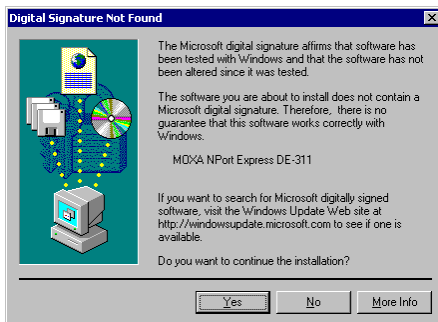 Digital Signature Not Found
The Microsoft digital signature affirms that software has
been tested with Windows and that the software has not
been altered since it was tested.
The software you are about to install does not contain a
Microsoft digital signature. Therefore, there is no
guarantee that this software works correctly with
Windows.
MOXA NPort Express DE-311
If you want to search for Microsoft digitally signed
software, visit the Windows Update Web site at
http://windowsupdate.microsoft.com to see if one is
available.
Do you want to continue the installation?
Yes No More Info